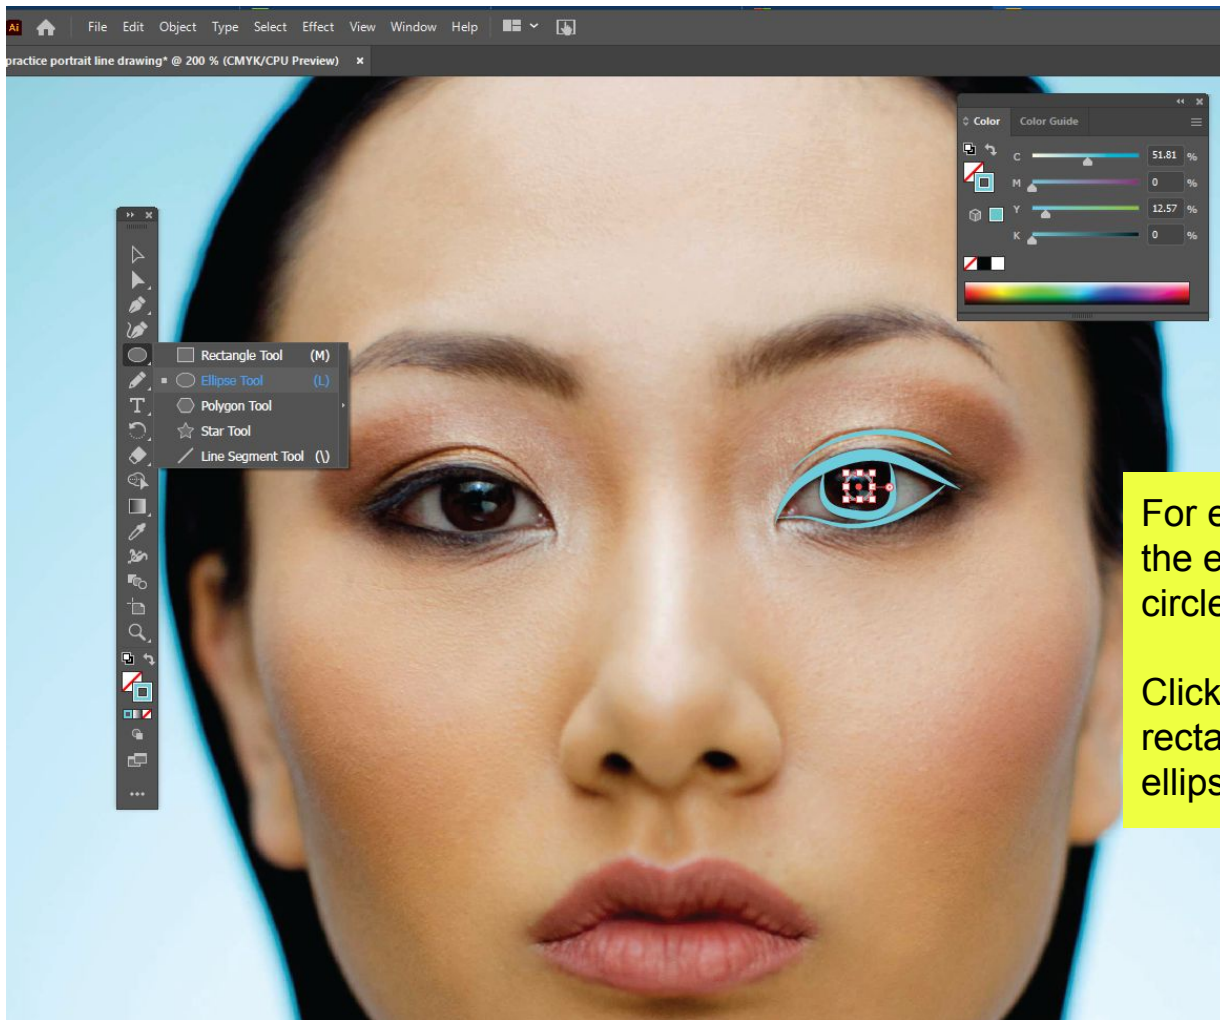 Ai File Edit Object Type Select Effect View Window Help
practice portrait line drawing* @ 200 % (CMYK/CPU Preview) ×
Color Color Guide
C 51.81 %
M 0 %
Y 12.57 %
K 0 %
Rectangle Tool (M)
Ellipse Tool (L)
Polygon Tool
Star Tool
Line Segment Tool (\)
For
the
circle
Click